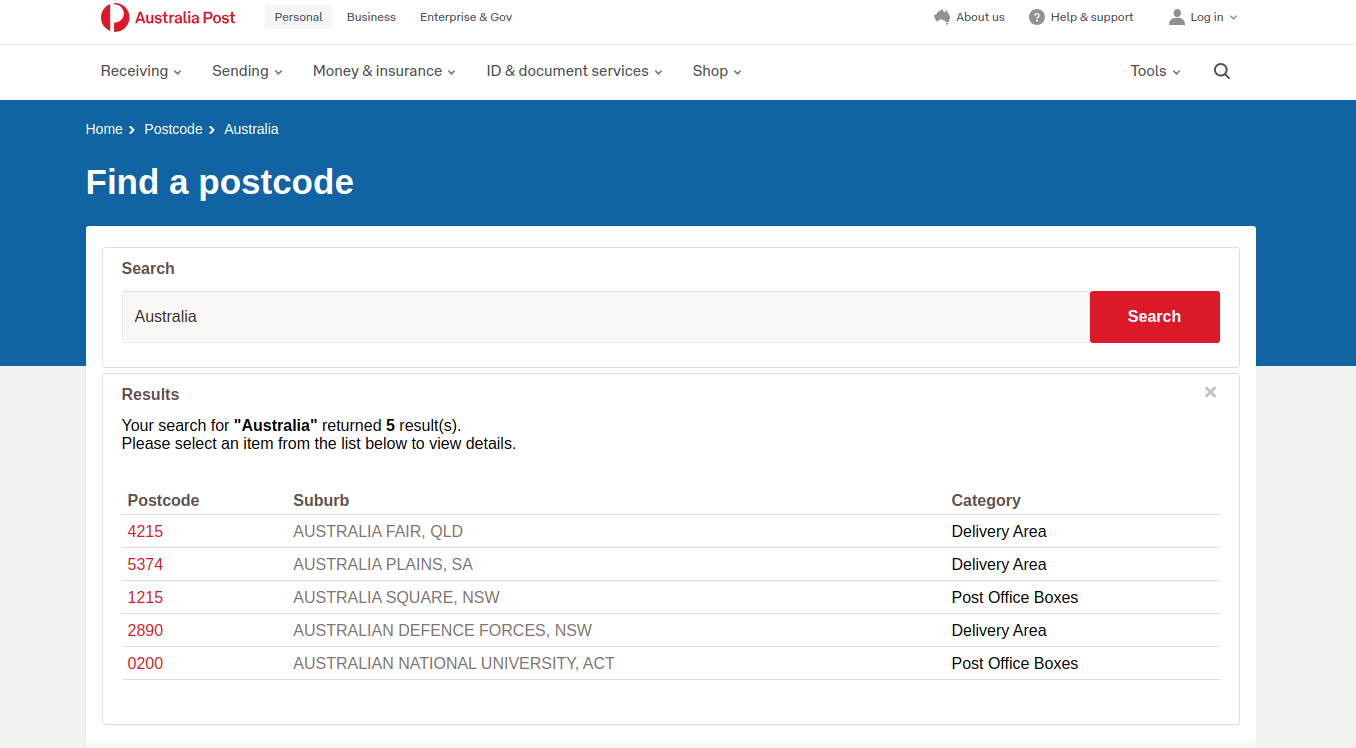 Australia Post Personal Business Enterprise & Gov About us Help & support Log in
Receiving Sending Money & insurance ID & document services Shop Tools
Home Postcode Australia
Find a postcode
Search
Australia Search
Results
Your search for "Australia" returned 5 result(s).
Please select an item from the list below to view details.
Postcode Suburb Category
4215 AUSTRALIA FAIR, QLD Delivery Area
5374 AUSTRALIA PLAINS, SA Delivery Area
1215 AUSTRALIA SQUARE, NSW Post Office Boxes
2890 AUSTRALIAN DEFENCE FORCES, NSW Delivery Area
0200 AUSTRALIAN NATIONAL UNIVERSITY, ACT Post Office Boxes